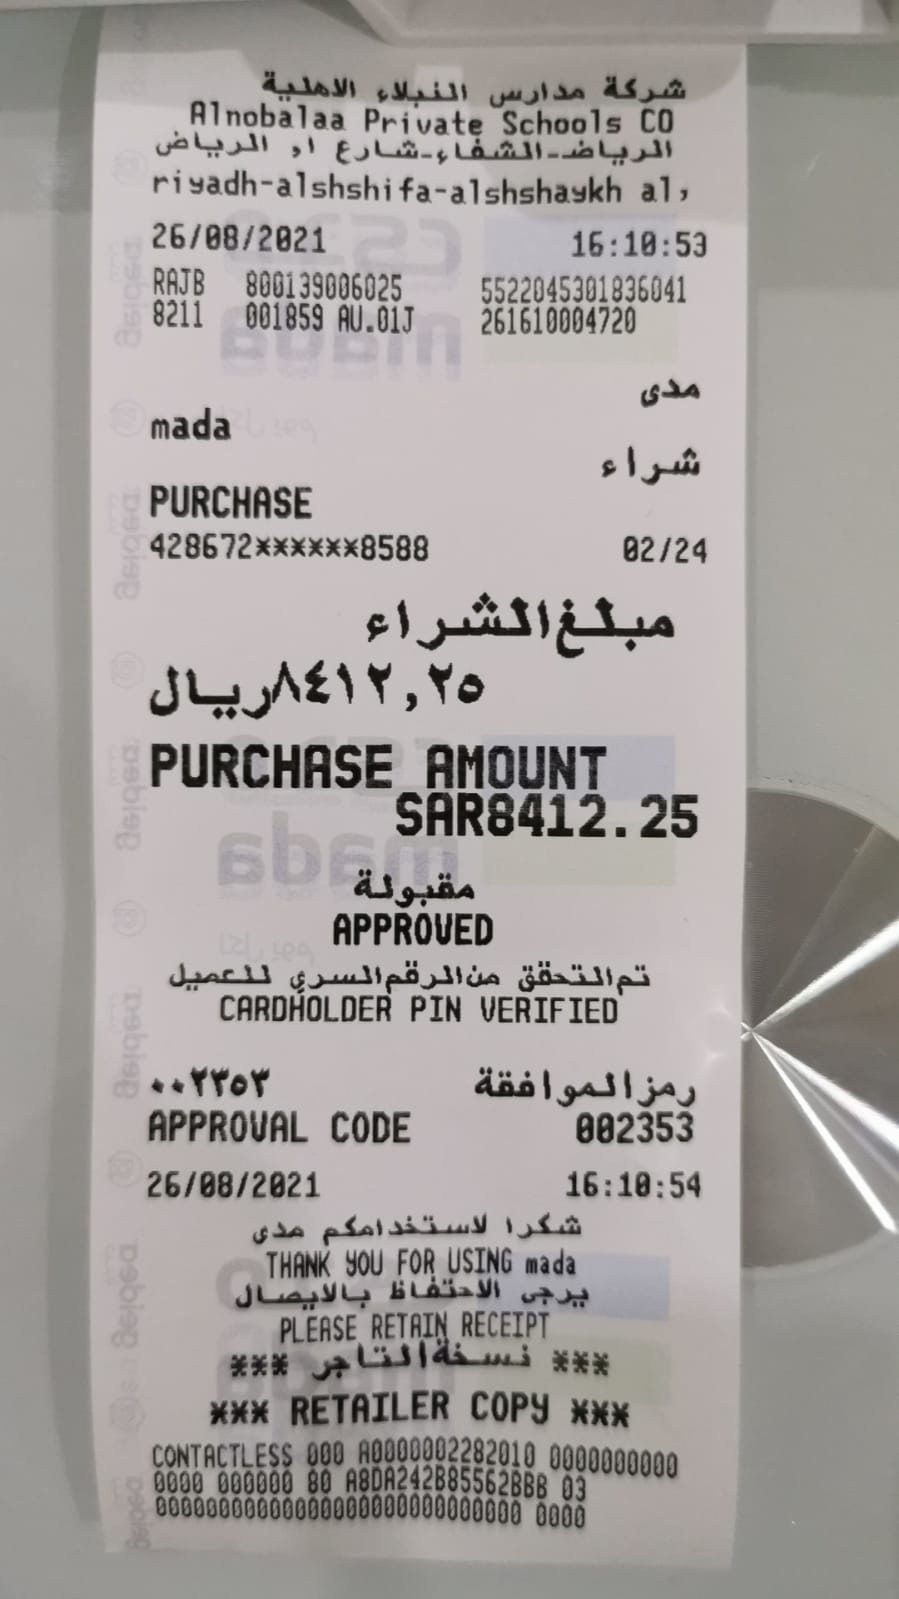 شركة مدارس النبلاء الاهلية
Alnobalaa Private Schools CO
الرياض-الشفاء-شارع ا, الرياض
riyadh-alshshifa-alshshaykh al,
26/08/2021 16:10:53
RAJB 800139006025 5522045301836041
8211 001859 AU.01J 261610004720
مدى
mada
شراء
PURCHASE
428672******8588 02/24
مبلغ الشراء
٨٤١٢,٢٥ ريال
PURCHASE AMOUNT
SAR8412.25
مقبولة
APPROVED
تم التحقق من الرقم السري للعميل
CARDHOLDER PIN VERIFIED
رمز الموافقة ٠٠٢٣٥٣
APPROVAL CODE 002353
26/08/2021 16:10:54
شكرا لاستخدامكم مدى
THANK YOU FOR USING mada
يرجى الاحتفاظ بالايصال
PLEASE RETAIN RECEIPT
*** نسخة التاجر ***
*** RETAILER COPY ***
CONTACTLESS 000 A0000002282010 0000000000
0000 000000 80 A8DA242B85562BBB 03